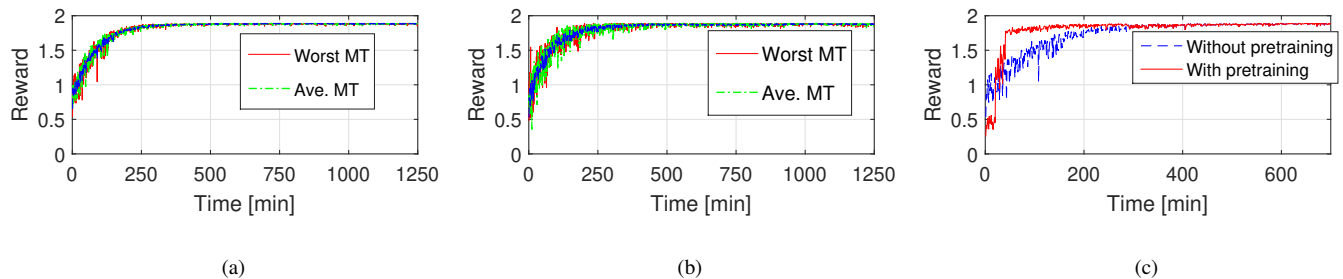 2
1.5
1
0.5
0
Reward
0 250 500 750 1000 1250
Time [min]
Worst MT
Ave. MT
(a)
2
1.5
1
0.5
0
Reward
0 250 500 750 1000 1250
Time [min]
Worst MT
Ave. MT
(b)
2
1.5
1
0.5
0
Reward
0 200 400 600
Time [min]
Without pretraining
With pretraining
(c)